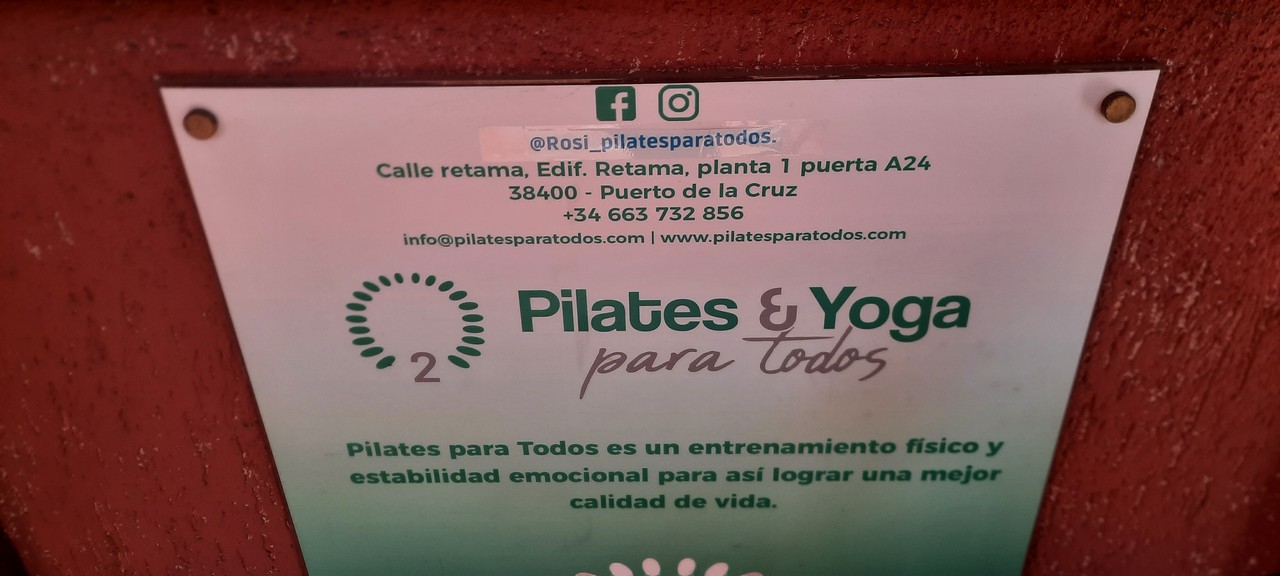 @Rosi_pilatesparatodos.
Calle retama, Edif. Retama, planta 1 puerta A24
38400 - Puerto de la Cruz
+34 663 732 856
info@pilatesparatodos.com | www.pilatesparatodos.com
2
Pilates & Yoga
para todos
Pilates para Todos es un entrenamiento físico y
estabilidad emocional para así lograr una mejor
calidad de vida.